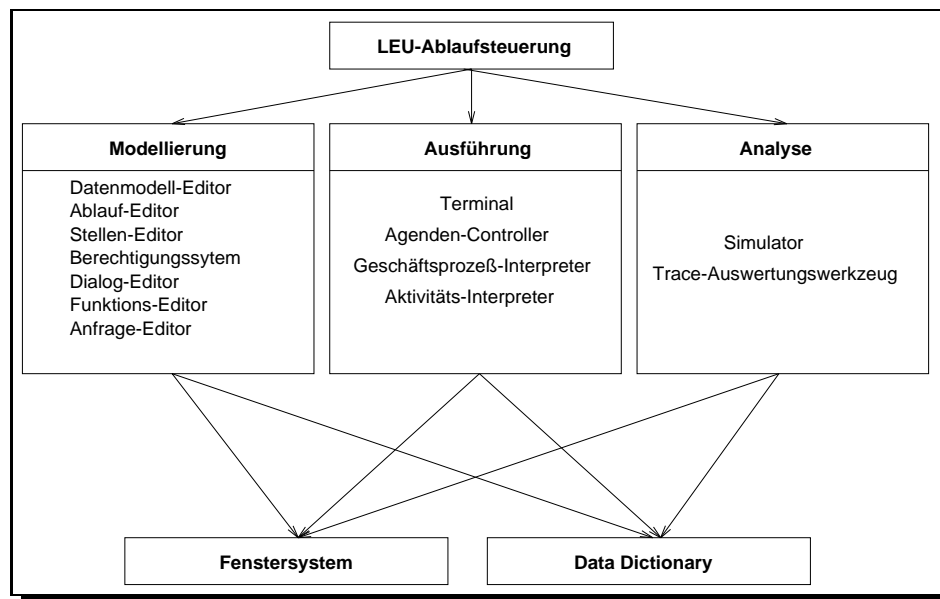 LEU-Ablaufsteuerung
Modellierung
Datenmodell-Editor
Ablauf-Editor
Stellen-Editor
Berechtigungssytem
Dialog-Editor
Funktions-Editor
Anfrage-Editor
Ausführung
Terminal
Agenden-Controller
Geschäftsprozeß-Interpreter
Aktivitäts-Interpreter
Analyse
Simulator
Trace-Auswertungswerkzeug
Fenstersystem
Data Dictionary